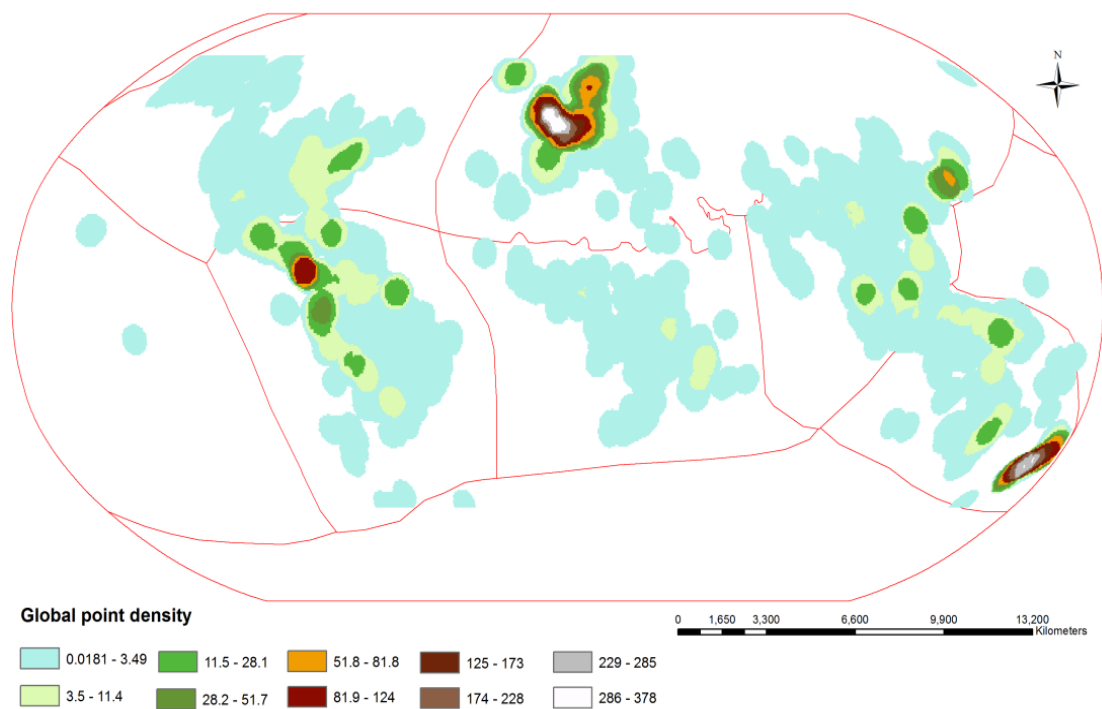 N
Global point density
0 1,650 3,300 6,600 9,900 13,200
Kilometers
0.0181 - 3.49 11.5 - 28.1 51.8 - 81.8 125 - 173 229 - 285
3.5 - 11.4 28.2 - 51.7 81.9 - 124 174 - 228 286 - 378